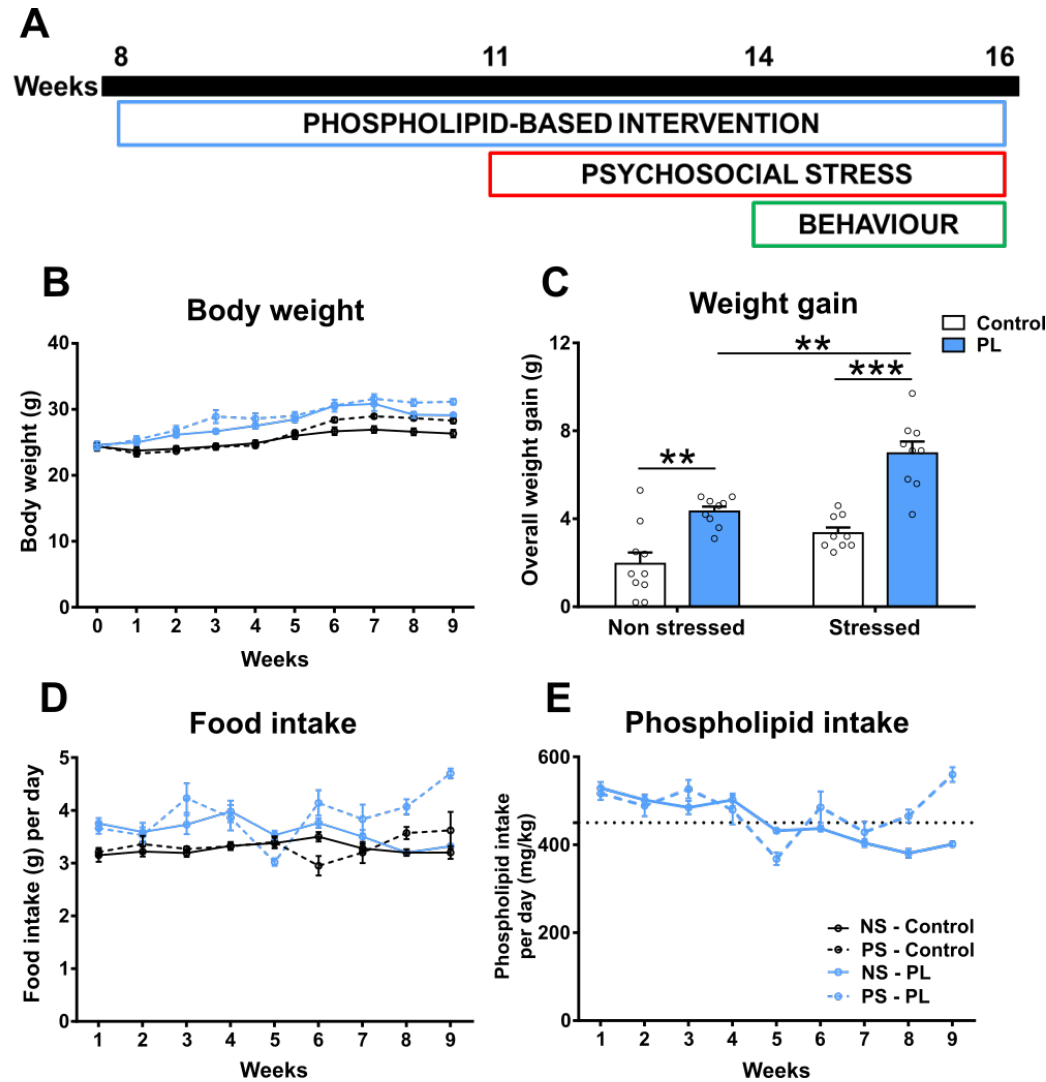 A
8 11 14 16
Weeks
PHOSPHOLIPID-BASED INTERVENTION
PSYCHOSOCIAL STRESS
BEHAVIOUR
B
Body weight
Body weight (g)
40
30
20
10
0
0 1 2 3 4 5 6 7 8 9
Weeks
C
Weight gain
Control
PL
Overall weight gain (g)
12
8
4
0
**
**
***
Non stressed Stressed
D
Food intake
Food intake (g) per day
5
4
3
2
1
0
1 2 3 4 5 6 7 8 9
Weeks
E
Phospholipid intake
Phospholipid intake
per day (mg/kg)
600
400
200
0
NS - Control
PS - Control
NS - PL
PS - PL
1 2 3 4 5 6 7 8 9
Weeks